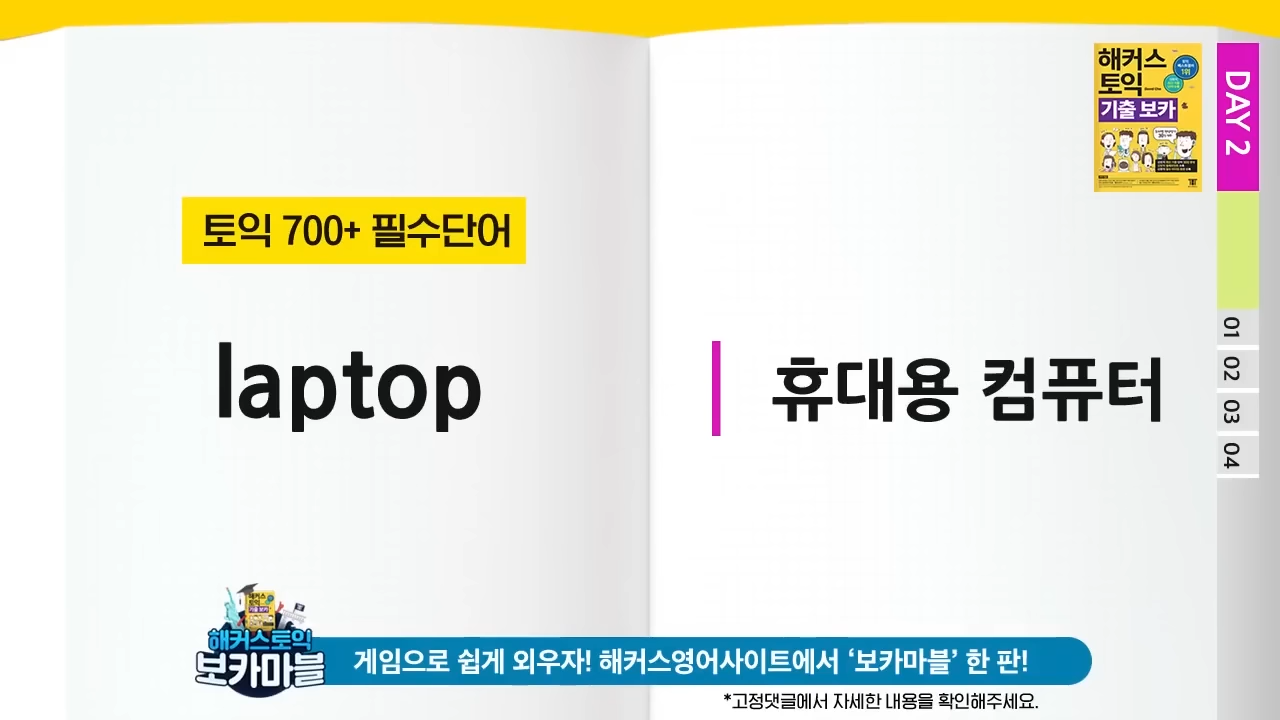 해커스
토익
기출 보카
1위
DAY 2
토익 700+ 필수단어
laptop
휴대용 컴퓨터
01
02
03
04
해커스토익
보카마블
게임으로 쉽게 외우자! 해커스영어사이트에서 ‘보카마블’ 한 판!
*고정댓글에서 자세한 내용을 확인해주세요.